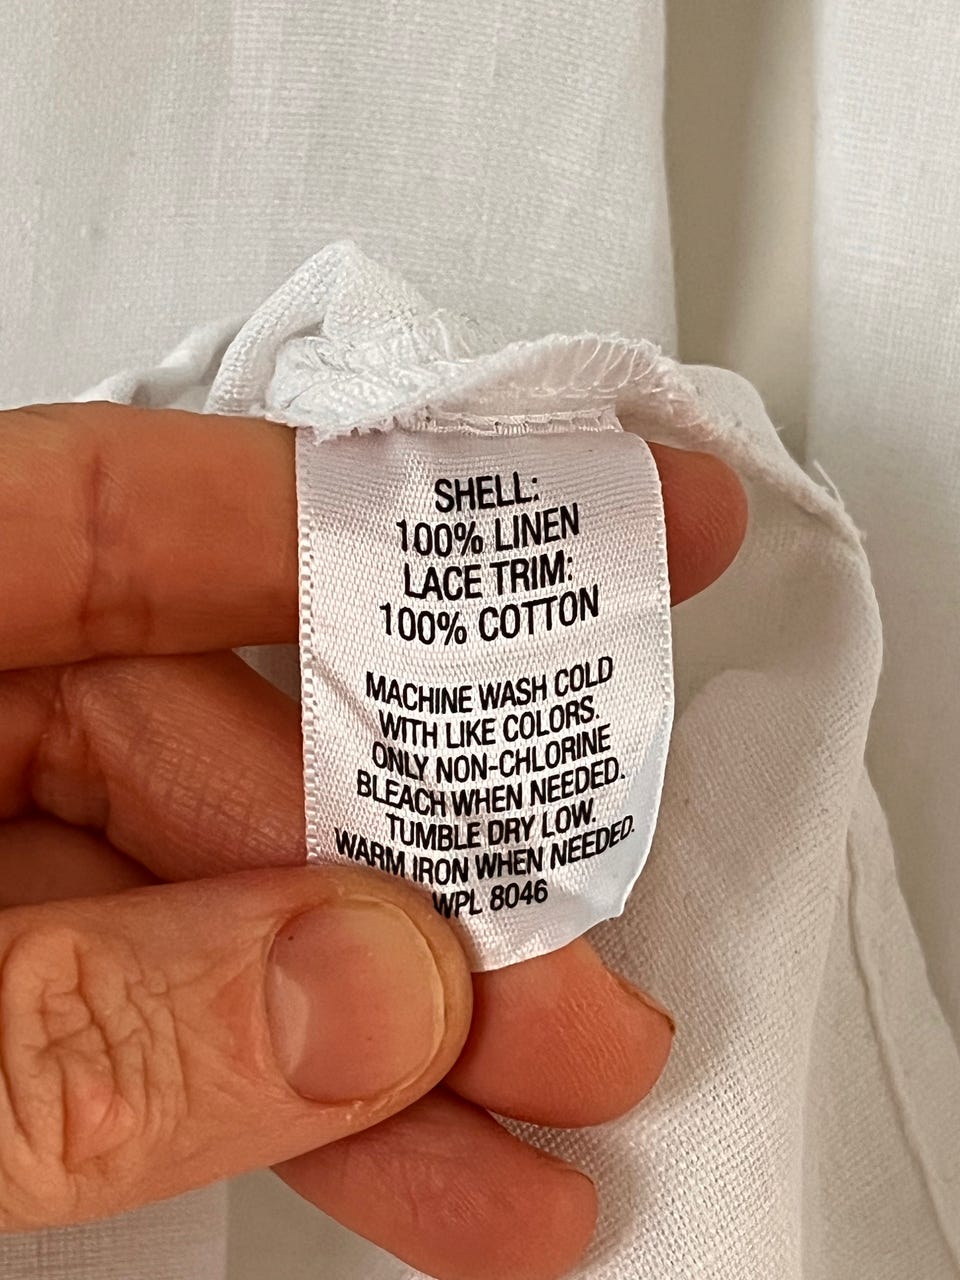 SHELL:
100% LINEN
LACE TRIM:
100% COTTON
MACHINE WASH COLD
WITH LIKE COLORS.
ONLY NON-CHLORINE
BLEACH WHEN NEEDED.
TUMBLE DRY LOW.
WARM IRON WHEN NEEDED.
WPL 8046